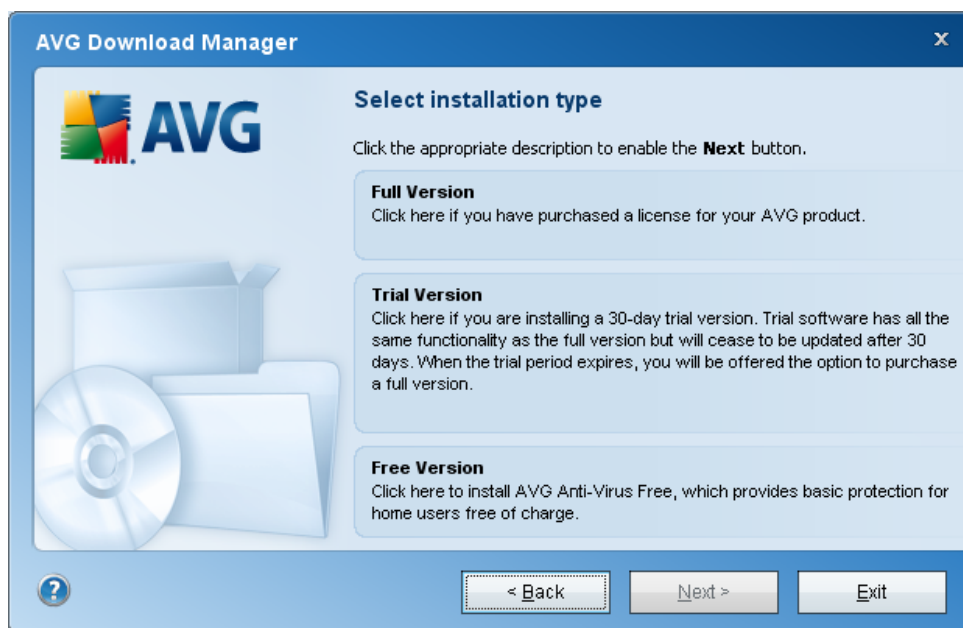 AVG Download Manager
x
AVG
Select installation type
Click the appropriate description to enable the Next button.
Full Version
Click here if you have purchased a license for your AVG product.
Trial Version
Click here if you are installing a 30-day trial version. Trial software has all the
same functionality as the full version but will cease to be updated after 30
days. When the trial period expires, you will be offered the option to purchase
a full version.
Free Version
Click here to install AVG Anti-Virus Free, which provides basic protection for
home users free of charge.
?
< Back
Next >
Exit